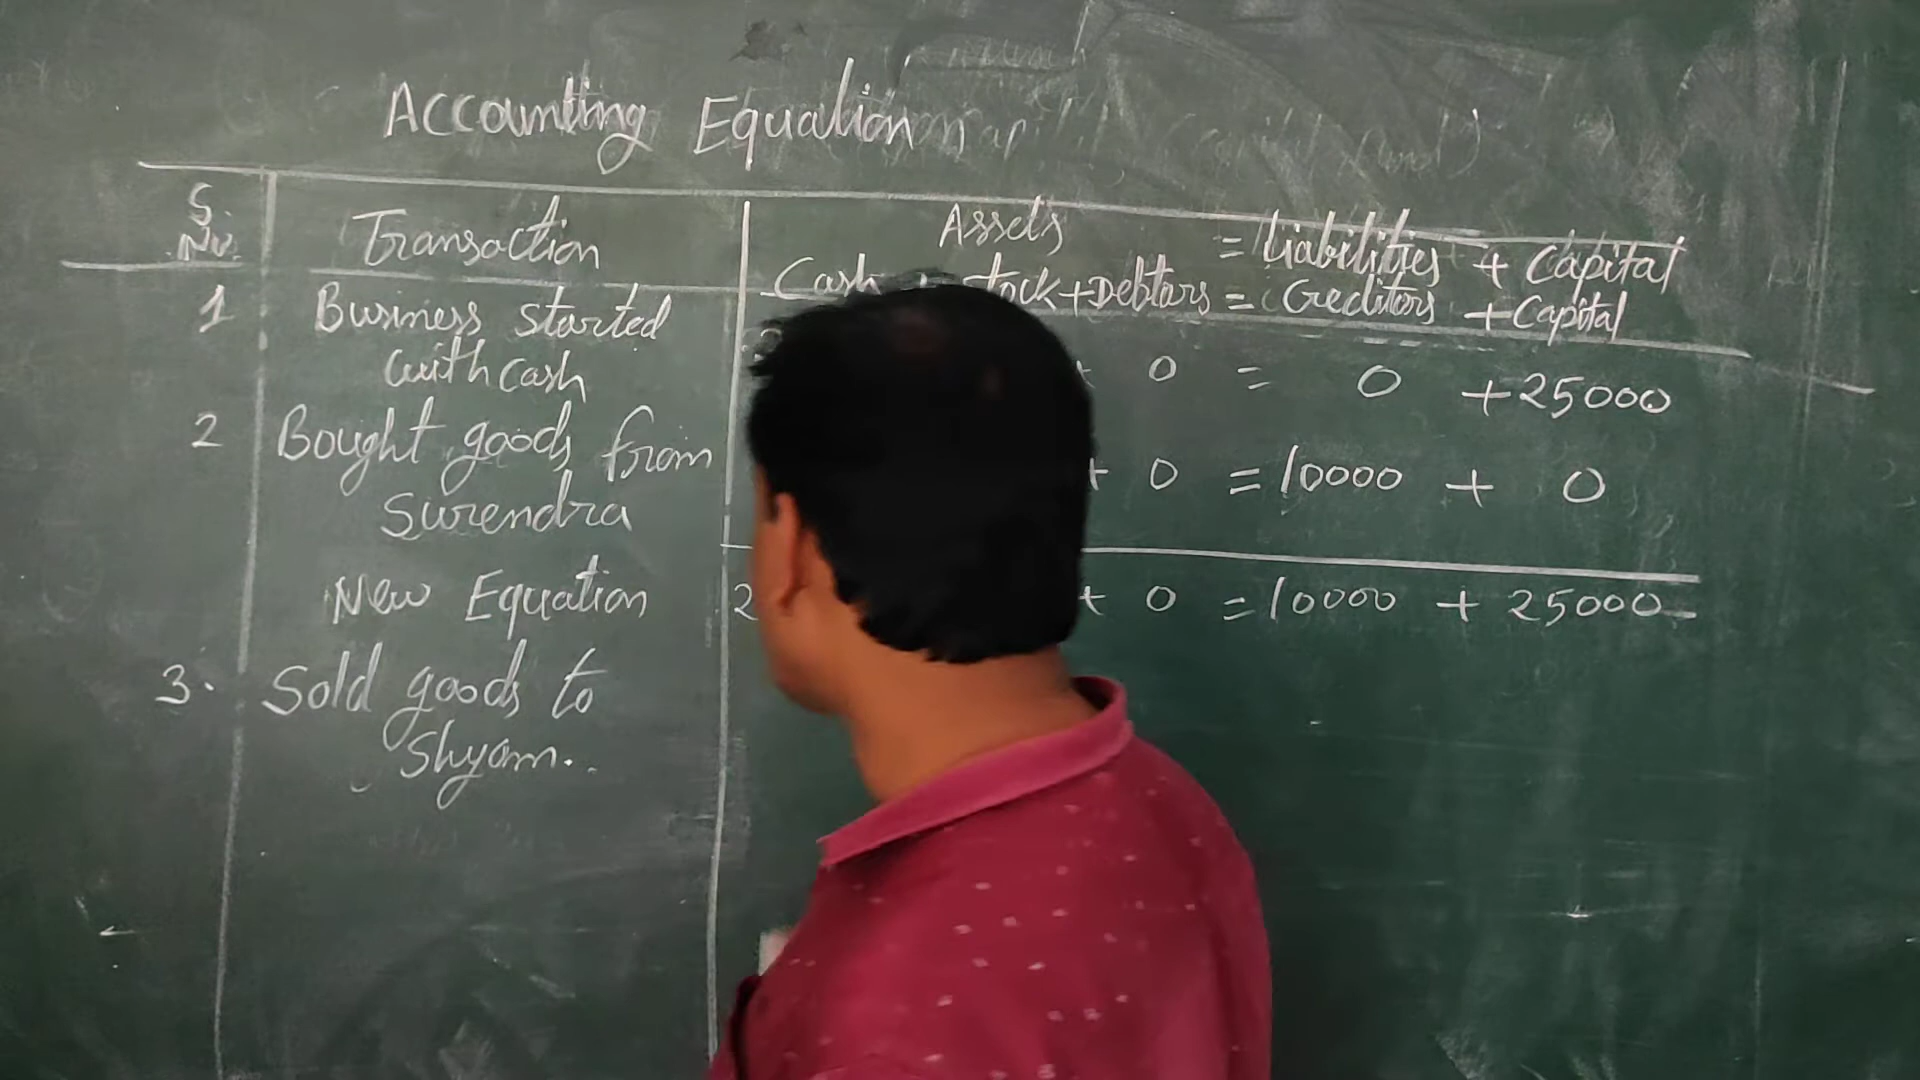 Accounting Equation
S. No. Transaction Assets = Liabilities + Capital
Cash + Stock + Debtors = Creditors + Capital
1 Business started
with cash
0 = 0 + 25000
2 Bought goods from
Surendra
+ 0 = 10000 + 0
New Equation 2 + 0 = 10000 + 25000
3. Sold goods to
Shyam.